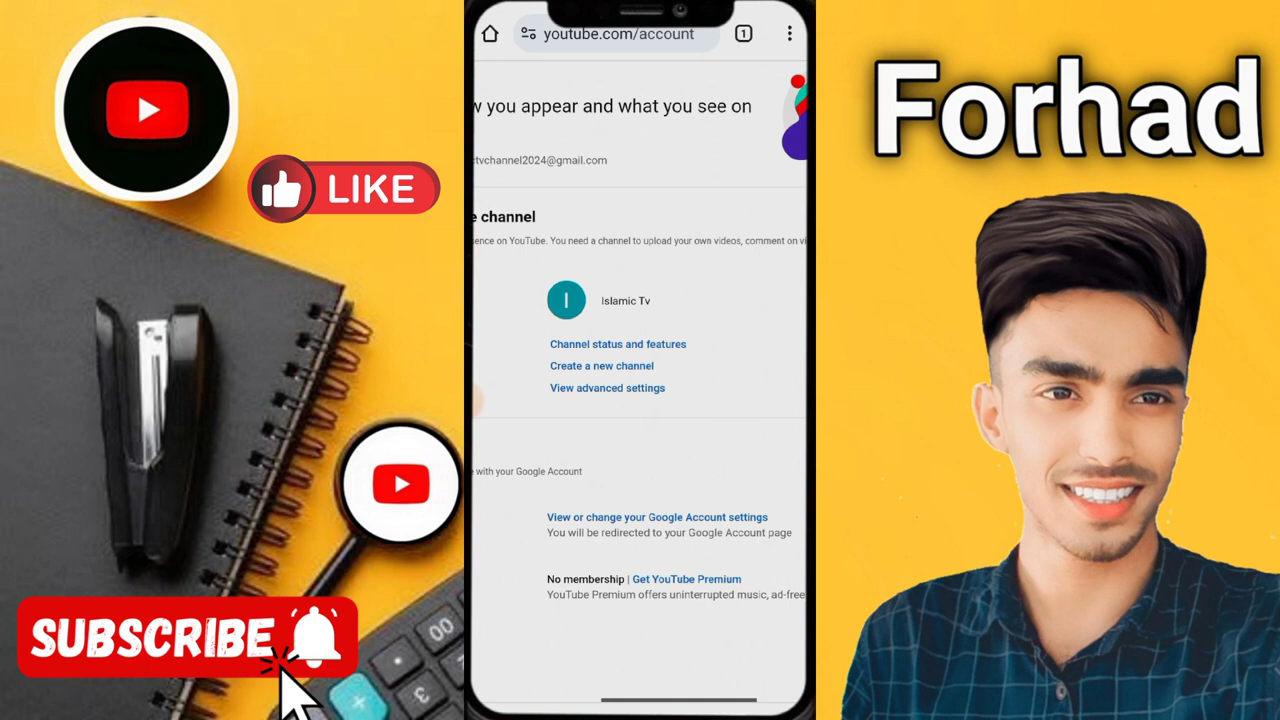 LIKE
SUBSCRIBE
youtube.com/account
1
w you appear and what you see on
ctvchannel2024@gmail.com
e channel
ence on YouTube. You need a channel to upload your own videos, comment on vi
I
Islamic Tv
Channel status and features
Create a new channel
View advanced settings
with your Google Account
View or change your Google Account settings
You will be redirected to your Google Account page
No membership | Get YouTube Premium
YouTube Premium offers uninterrupted music, ad-free
Forhad